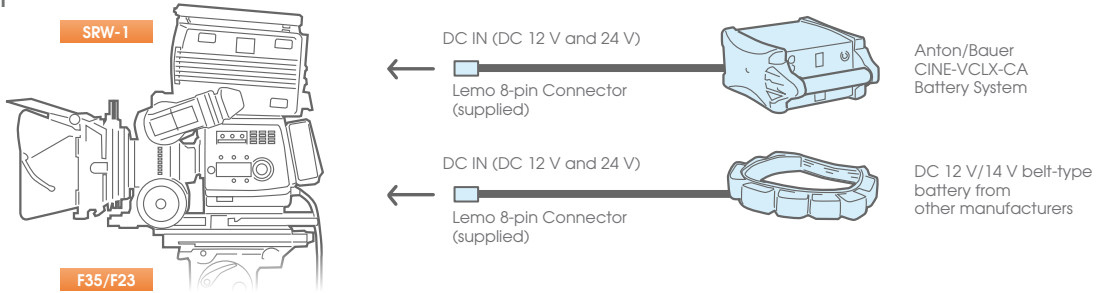 SRW-1
DC IN (DC 12 V and 24 V)
Lemo 8-pin Connector
(supplied)
Anton/Bauer
CINE-VCLX-CA
Battery System
DC IN (DC 12 V and 24 V)
Lemo 8-pin Connector
(supplied)
DC 12 V/14 V belt-type
battery from
other manufacturers
F35/F23